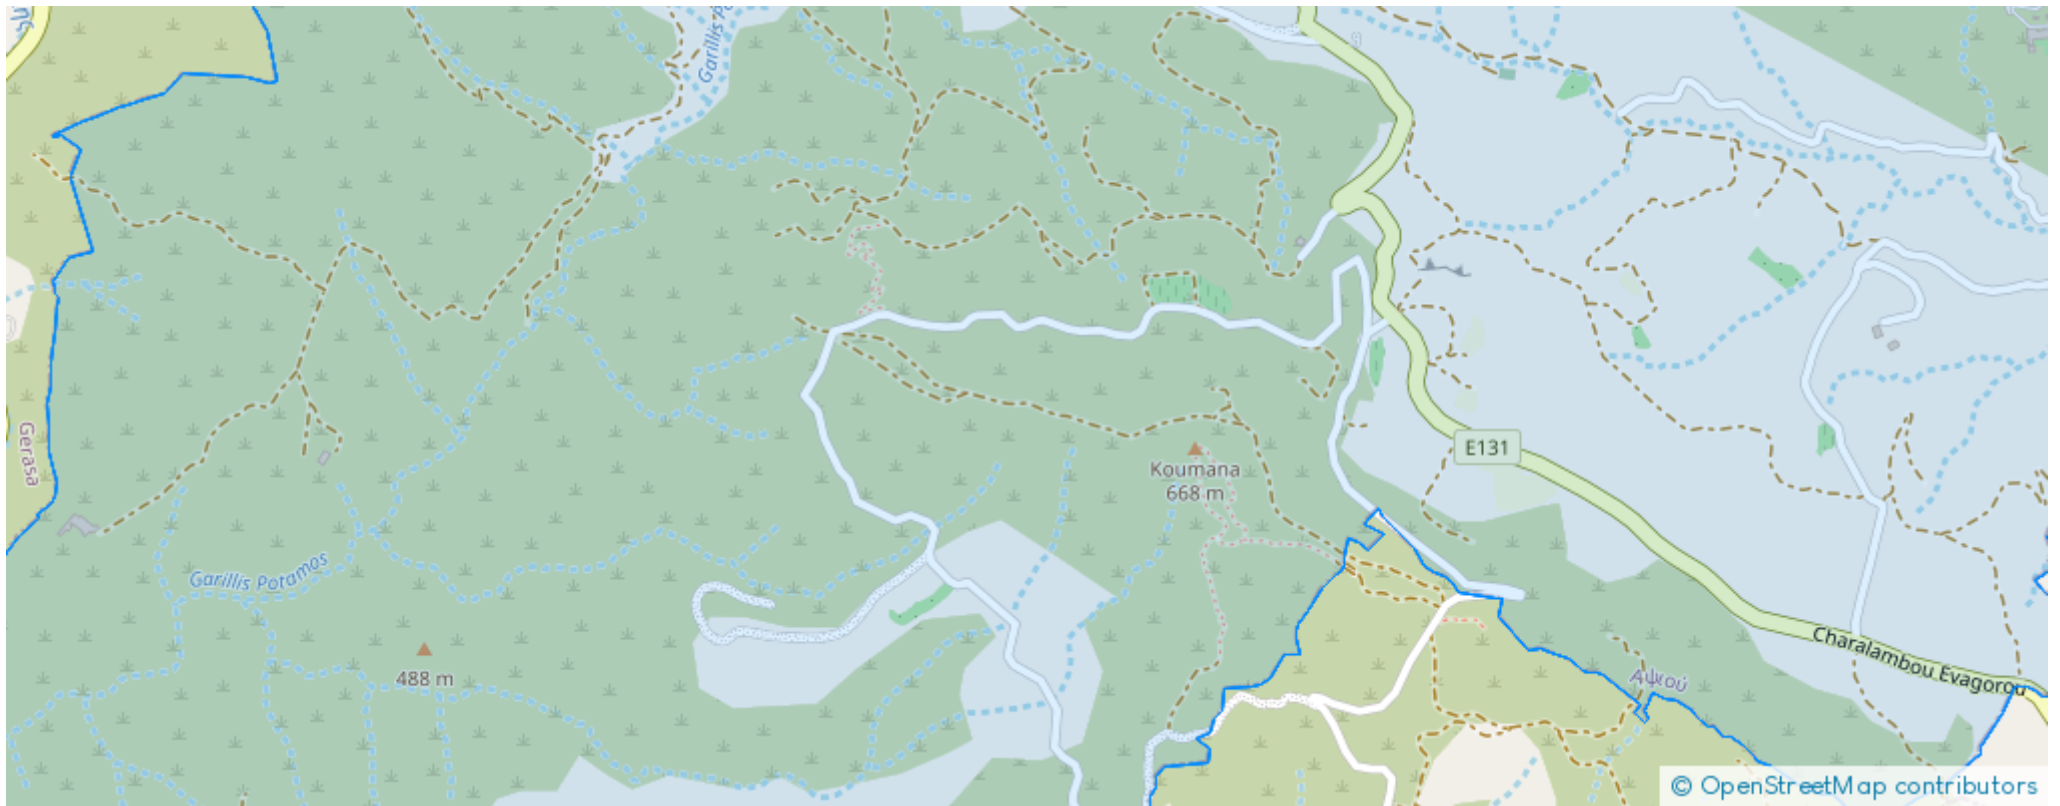 Garillis Po
E131
Gerasa
Koumana
668 m
Garillis Potamos
488 m
Charalambou Evagorou
Αψιού
© OpenStreetMap contributors